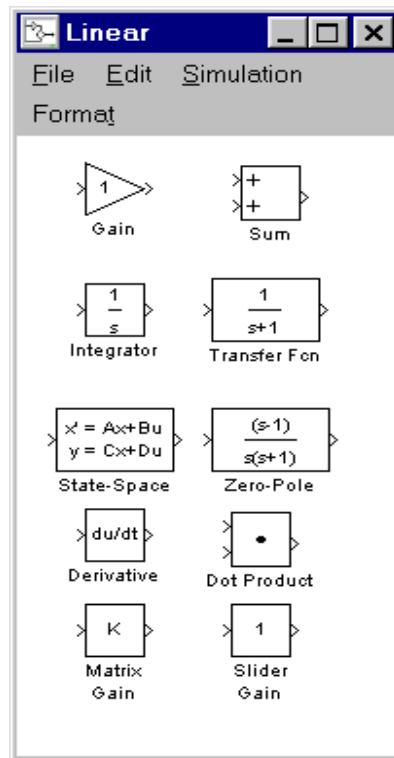 Linear
File Edit Simulation
Format
1
Gain
+
+
Sum
1
s
Integrator
1
s+1
Transfer Fcn
x' = Ax+Bu
y = Cx+Du
State-Space
(s-1)
s(s+1)
Zero-Pole
du/dt
Derivative
Dot Product
K
Matrix
Gain
1
Slider
Gain